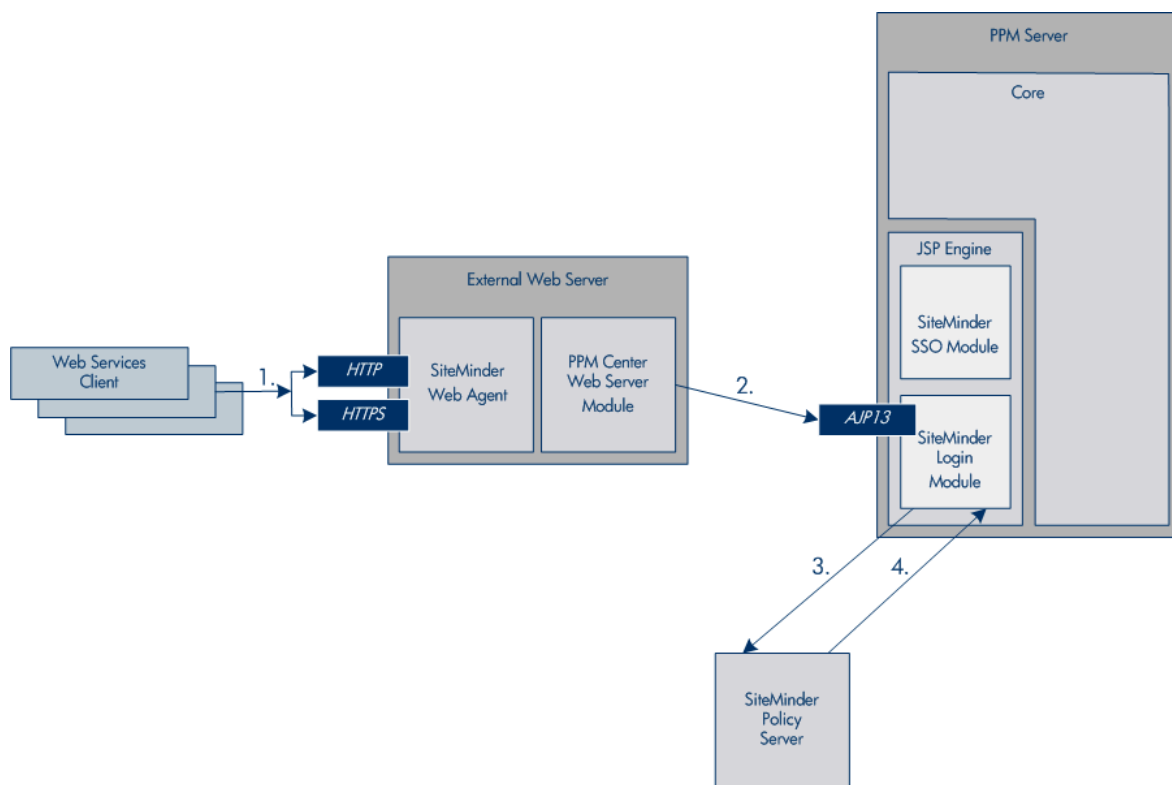 PPM Server
Core
JSP Engine
SiteMinder
SSO Module
SiteMinder
Login
Module
External Web Server
SiteMinder
Web Agent
PPM Center
Web Server
Module
Web Services
Client
1.
HTTP
HTTPS
2.
AJP13
3.
4.
SiteMinder
Policy
Server